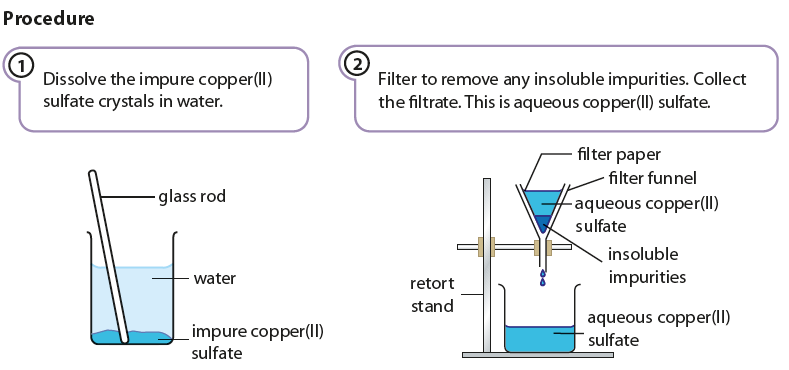 Procedure
1
Dissolve the impure copper(II)
sulfate crystals in water.
2
Filter to remove any insoluble impurities. Collect
the filtrate. This is aqueous copper(II) sulfate.
glass rod
water
impure copper(II)
sulfate
filter paper
filter funnel
aqueous copper(II)
sulfate
insoluble
impurities
retort
stand
aqueous copper(II)
sulfate